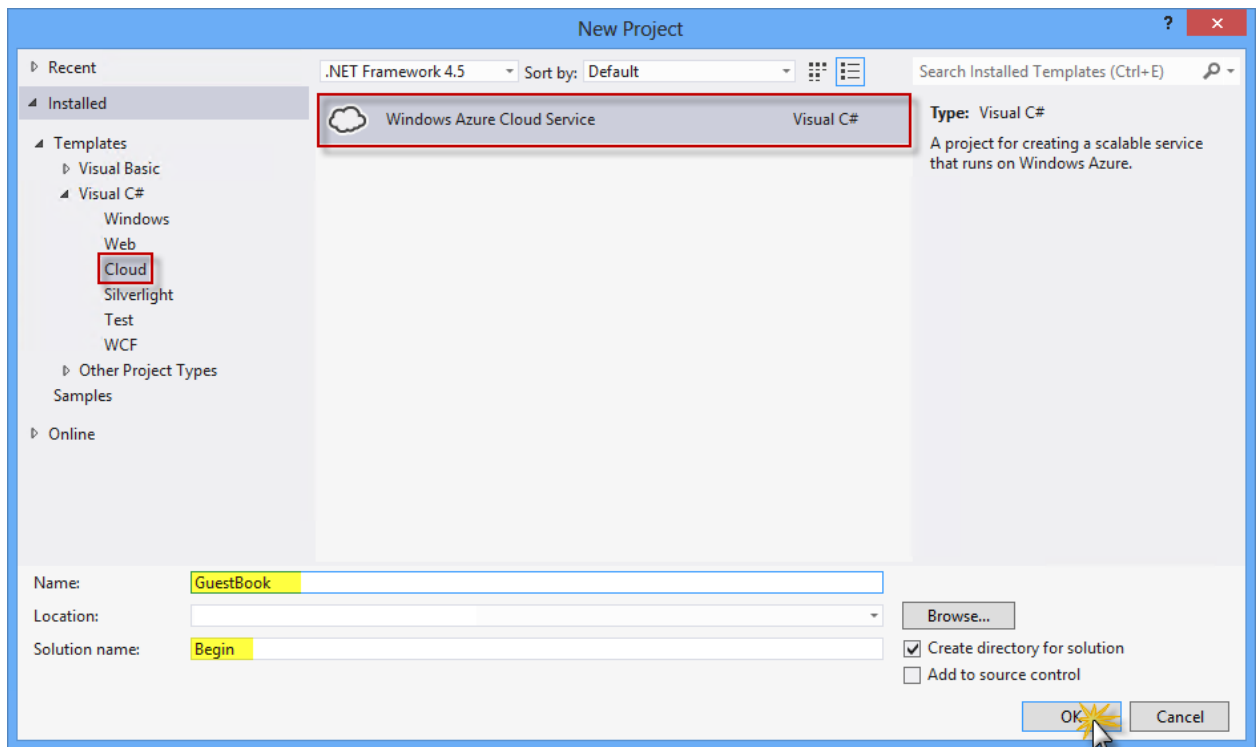 New Project
?
Recent
.NET Framework 4.5
Sort by: Default
Search Installed Templates (Ctrl+E)
Installed
Templates
Visual Basic
Visual C#
Windows
Web
Cloud
Silverlight
Test
WCF
Other Project Types
Samples
Online
Windows Azure Cloud Service
Visual C#
Type: Visual C#
A project for creating a scalable service
that runs on Windows Azure.
Name: GuestBook
Location:
Browse...
Solution name: Begin
Create directory for solution
Add to source control
OK
Cancel